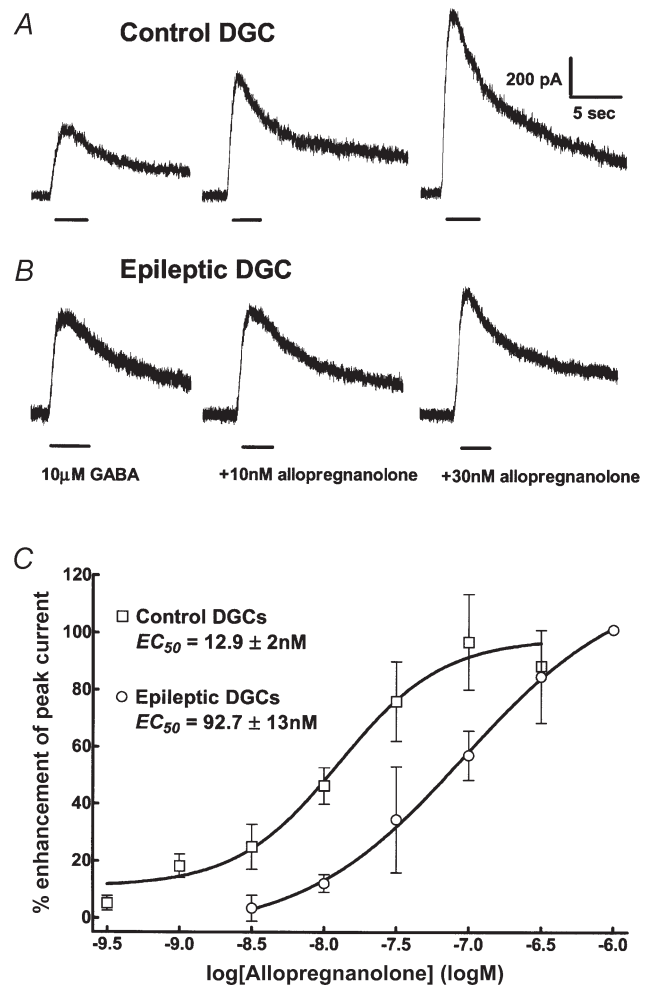 A
Control DGC
200 pA
5 sec
B
Epileptic DGC
10μM GABA
+10nM allopregnanolone
+30nM allopregnanolone
C
% enhancement of peak current
120
100
80
60
40
20
0
Control DGCs
EC50 = 12.9 ± 2nM
Epileptic DGCs
EC50 = 92.7 ± 13nM
-9.5 -9.0 -8.5 -8.0 -7.5 -7.0 -6.5 -6.0
log[Allopregnanolone] (logM)